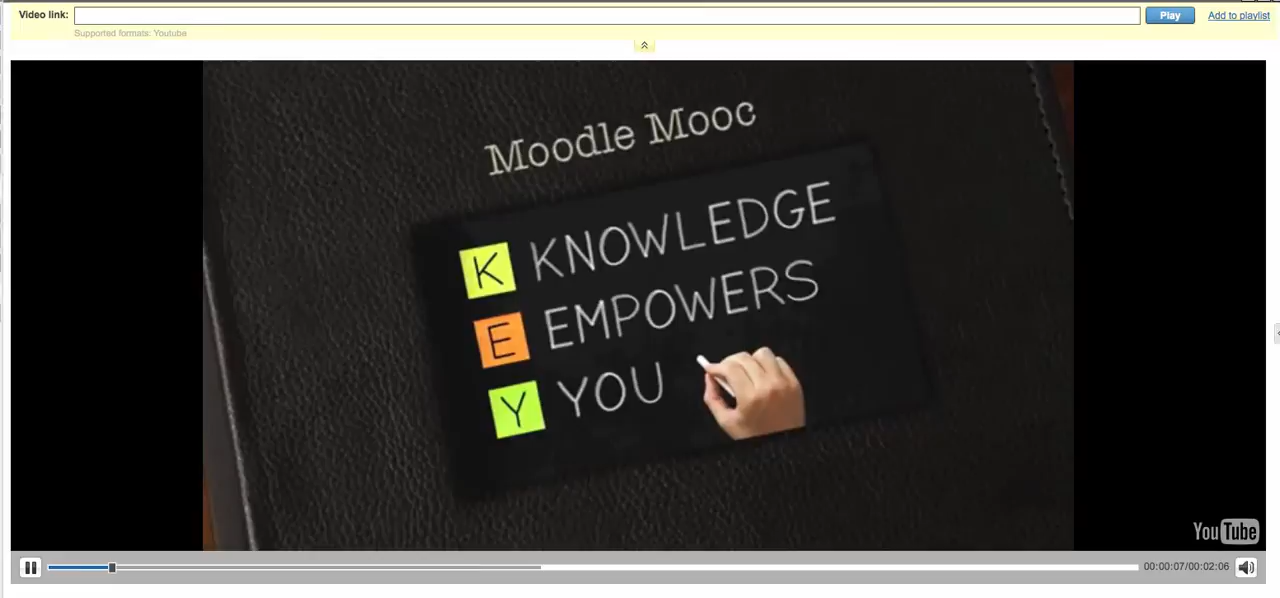 Video link:
Play
Add to playlist
Supported formats: Youtube
Moodle Mooc
K KNOWLEDGE
E EMPOWERS
Y YOU
YouTube
00:00:07/00:02:06